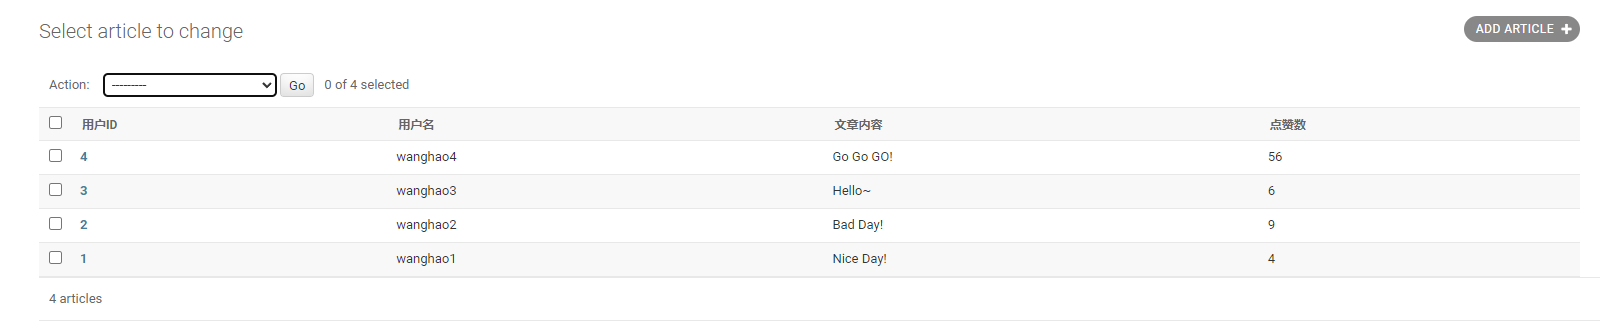 Select article to change
ADD ARTICLE
Action: --------- Go 0 of 4 selected
用户ID 用户名 文章内容 点赞数
4 wanghao4 Go Go GO! 56
3 wanghao3 Hello~ 6
2 wanghao2 Bad Day! 9
1 wanghao1 Nice Day! 4
4 articles